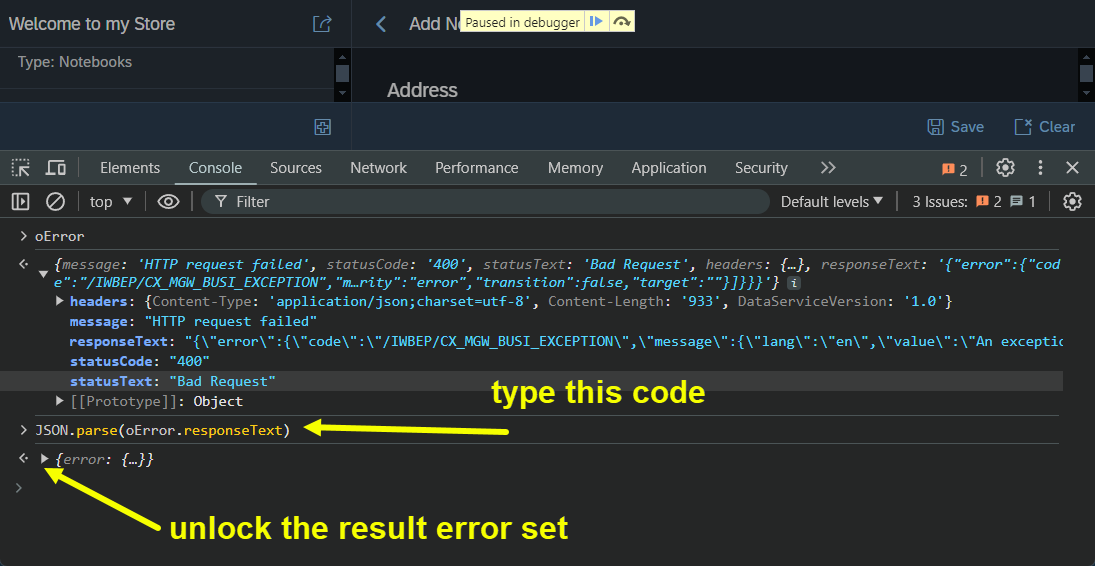 Welcome to my Store
Add Ne
Paused in debugger
Type: Notebooks
Address
Save
Clear
Elements Console Sources Network Performance Memory Application Security 2
top Filter Default levels 3 Issues: 2 1
oError
{message: 'HTTP request failed', statusCode: '400', statusText: 'Bad Request', headers: {…}, responseText: '{"error":{"cod
e":"/IWBEP/CX_MGW_BUSI_EXCEPTION","m…rity":"error","transition":false,"target":""}]}}}'} i
headers: {Content-Type: 'application/json;charset=utf-8', Content-Length: '933', DataServiceVersion: '1.0'}
message: "HTTP request failed"
responseText: "{\"error\":{\"code\":\"/IWBEP/CX_MGW_BUSI_EXCEPTION\",\"message\":{\"lang\":\"en\",\"value\":\"An exceptio
statusCode: "400"
statusText: "Bad Request"
[[Prototype]]: Object
type this code
JSON.parse(oError.responseText)
{error: {…}}
unlock the result error set